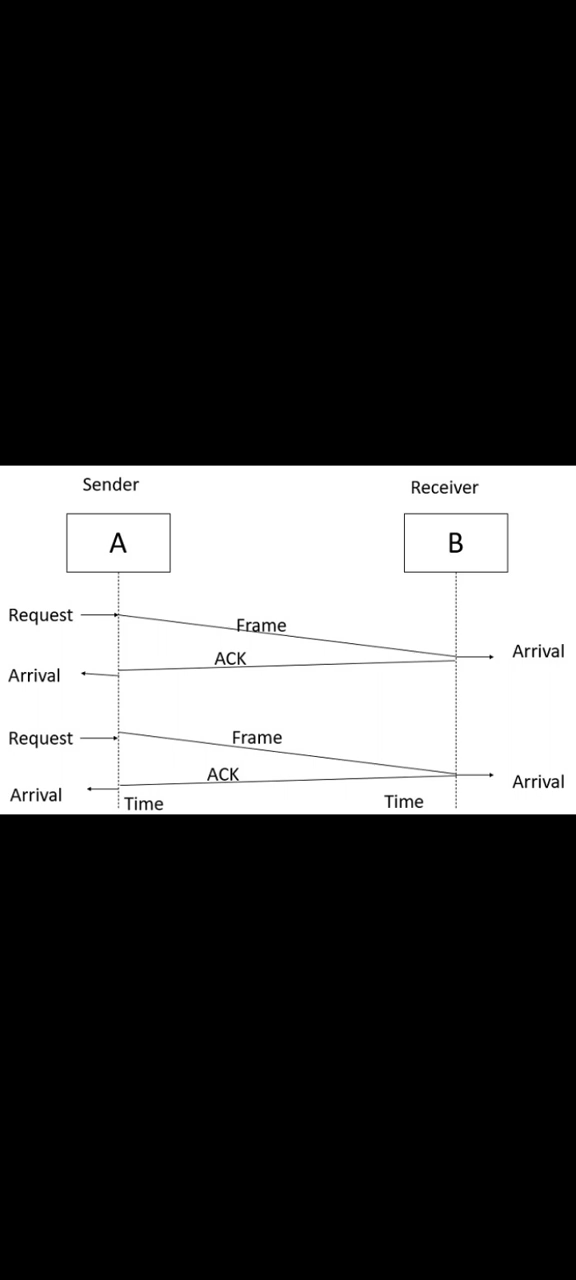 Sender
Receiver
A
B
Request
Frame
Arrival
ACK
Arrival
Request
Frame
ACK
Arrival
Arrival
Time
Time